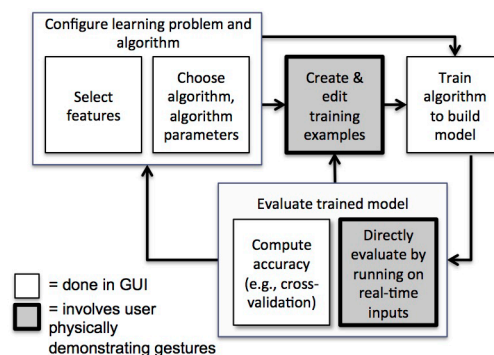 Configure learning problem and
algorithm
Select
features
Choose
algorithm,
algorithm
parameters
Create &
edit
training
examples
Train
algorithm
to build
model
Evaluate trained model
Compute
accuracy
(e.g., cross-
validation)
Directly
evaluate by
running on
real-time
inputs
= done in GUI
= involves user
physically
demonstrating gestures